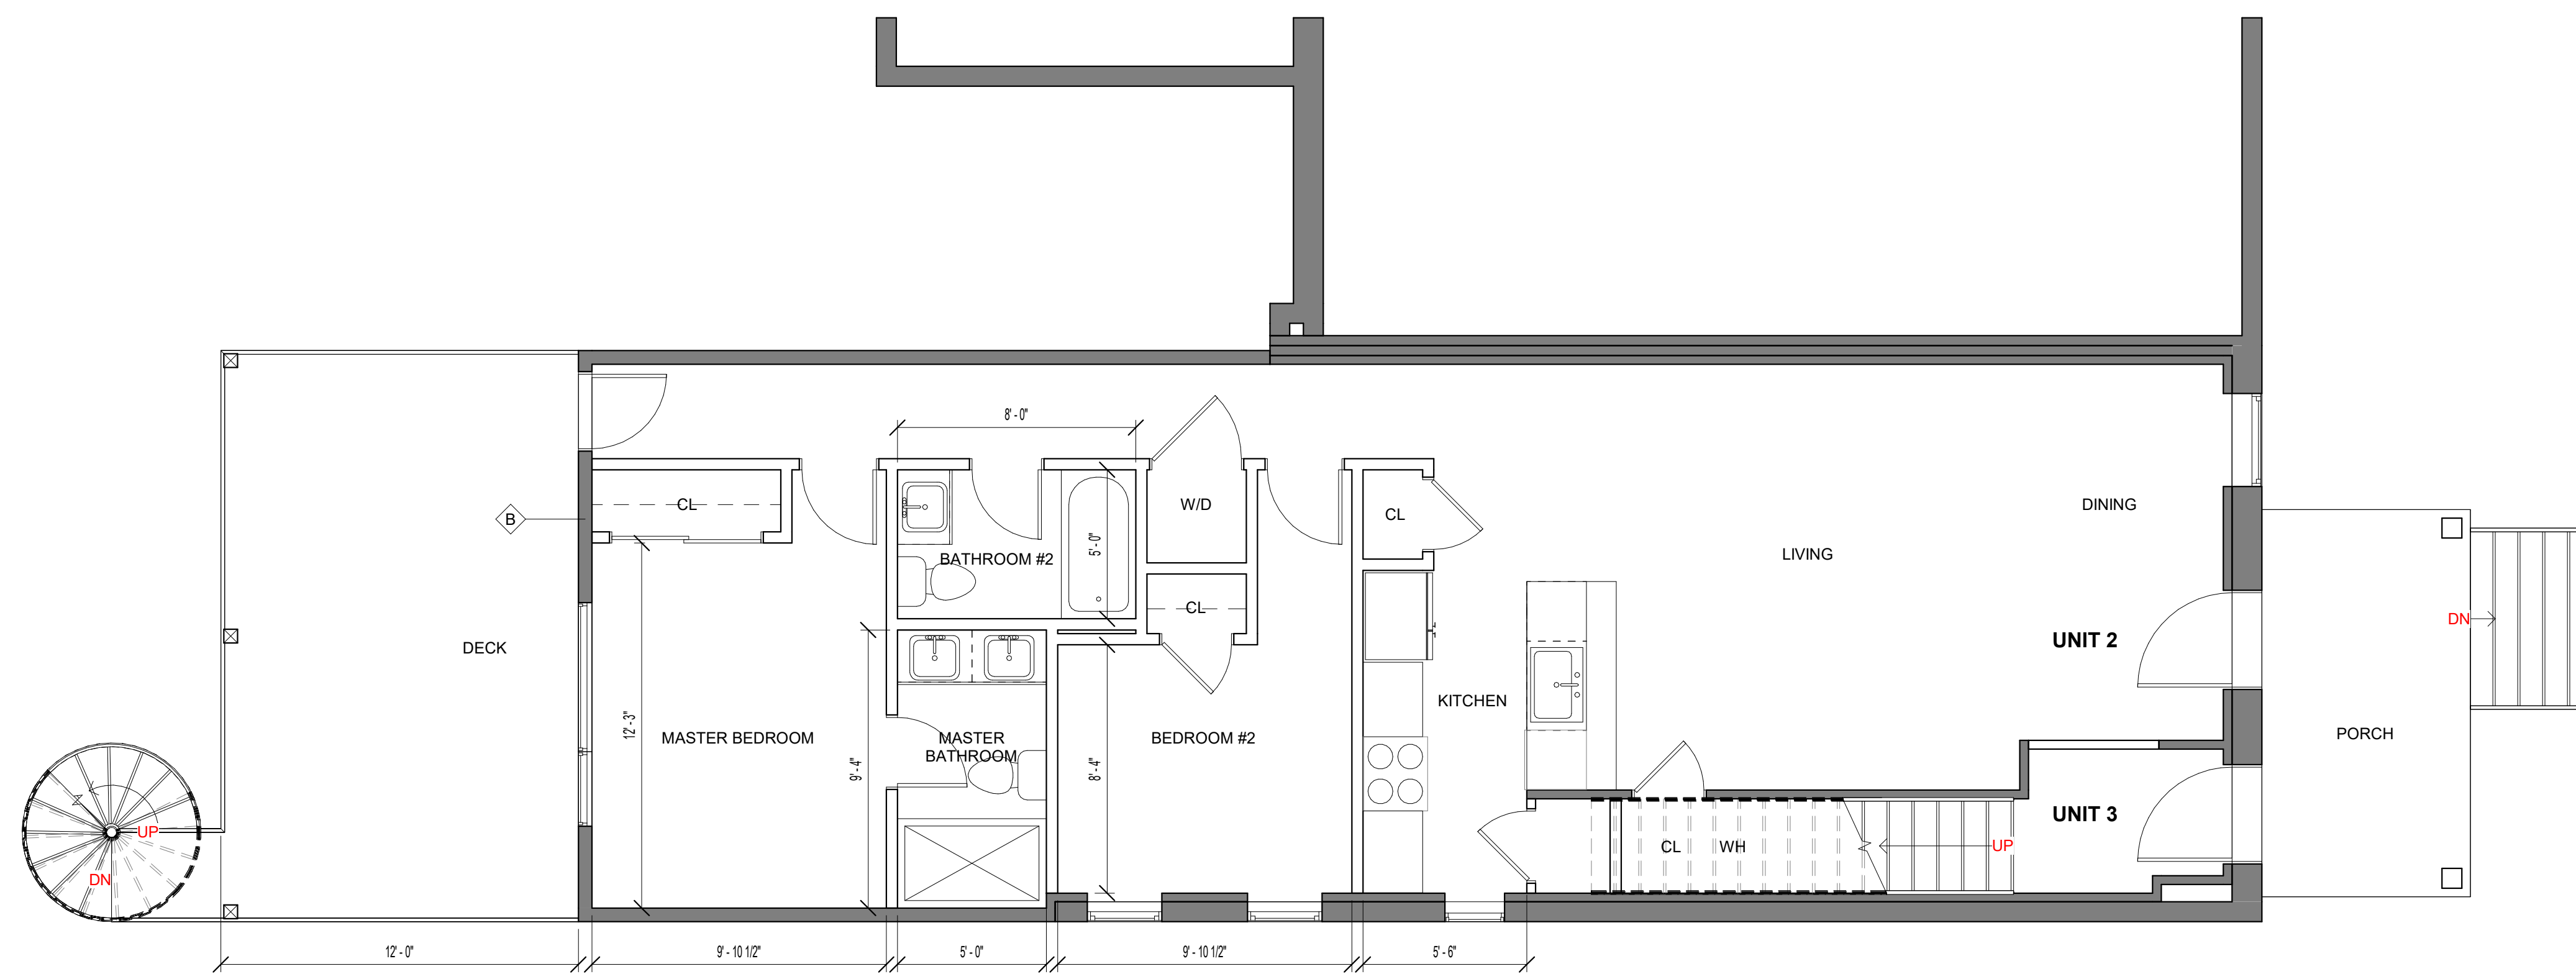 8' - 0"
CL
W/D
CL
DINING
B
BATHROOM #2
5' - 0"
LIVING
CL
DECK
UNIT 2
DN
12' - 3"
MASTER BEDROOM
9' - 4"
MASTER
BATHROOM
8' - 4"
BEDROOM #2
KITCHEN
PORCH
UP
DN
CL
WH
UP
UNIT 3
12' - 0"
9' - 10 1/2"
5' - 0"
9' - 10 1/2"
5' - 6"